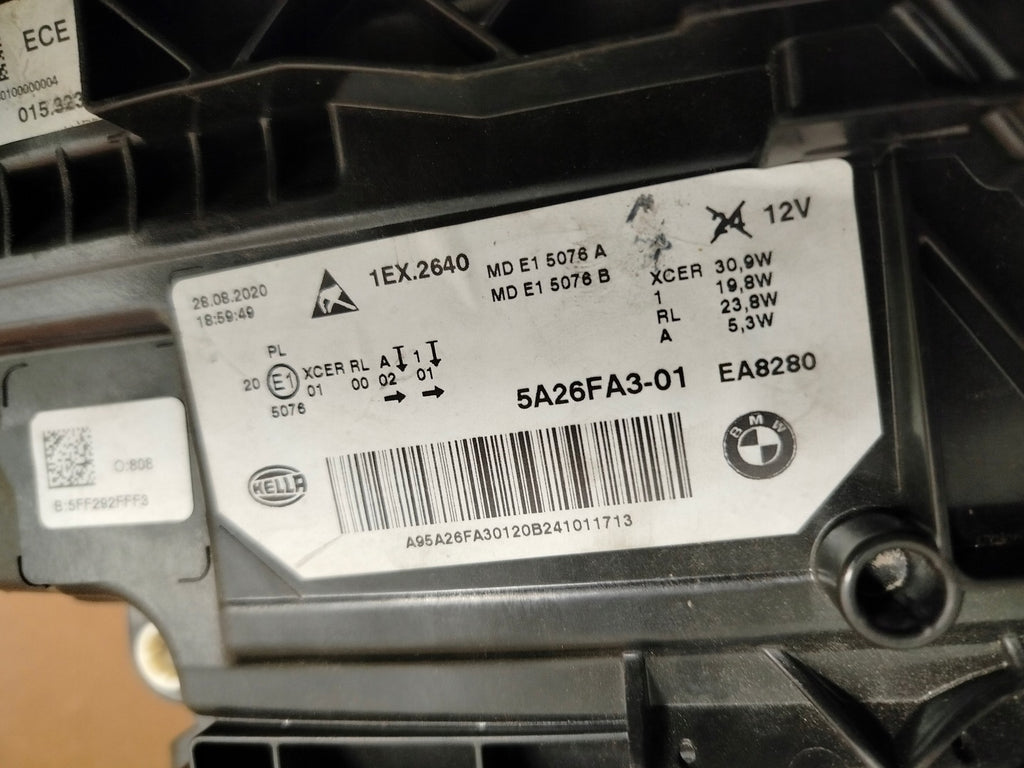 ECE
0100000004
015.323
28.08.2020
18:59:49
1EX.2640
MD E1 5076 A
MD E1 5076 B
24 12V
XCER 30,9W
1 19,8W
RL 23,8W
A 5,3W
PL
20 E1 XCER RL A 1
01 00 02 01
5076
5A26FA3-01 EA8280
HELLA
BMW
A95A26FA30120B241011713
O:808
B:5FF292FFF3